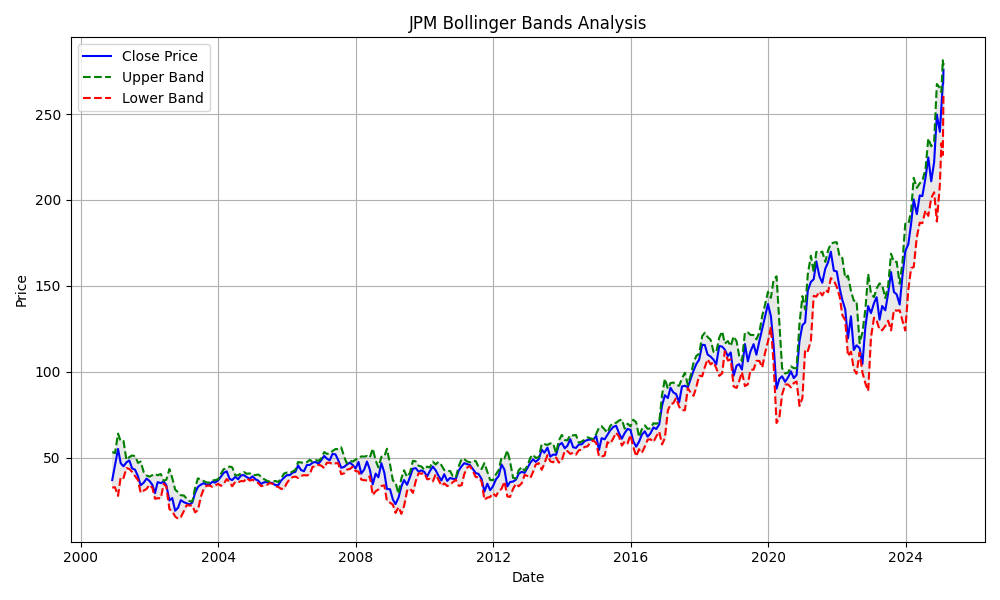 JPM Bollinger Bands Analysis
Close Price
Upper Band
Lower Band
Price
250
200
150
100
50
2000
2004
2008
2012
2016
2020
2024
Date